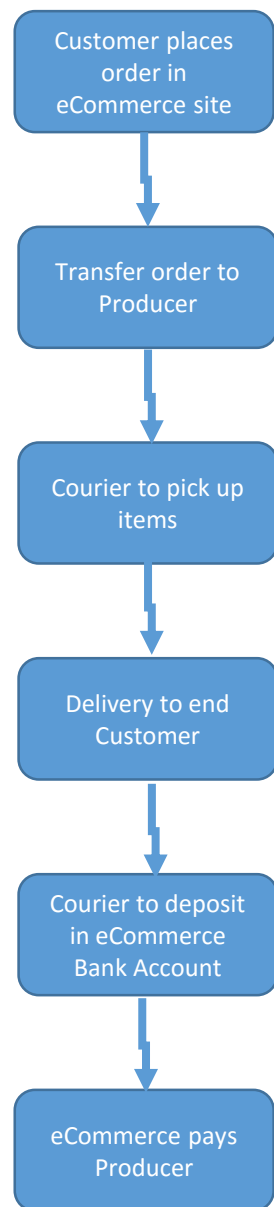 Customer places
order in
eCommerce site
Transfer order to
Producer
Courier to pick up
items
Delivery to end
Customer
Courier to deposit
in eCommerce
Bank Account
eCommerce pays
Producer